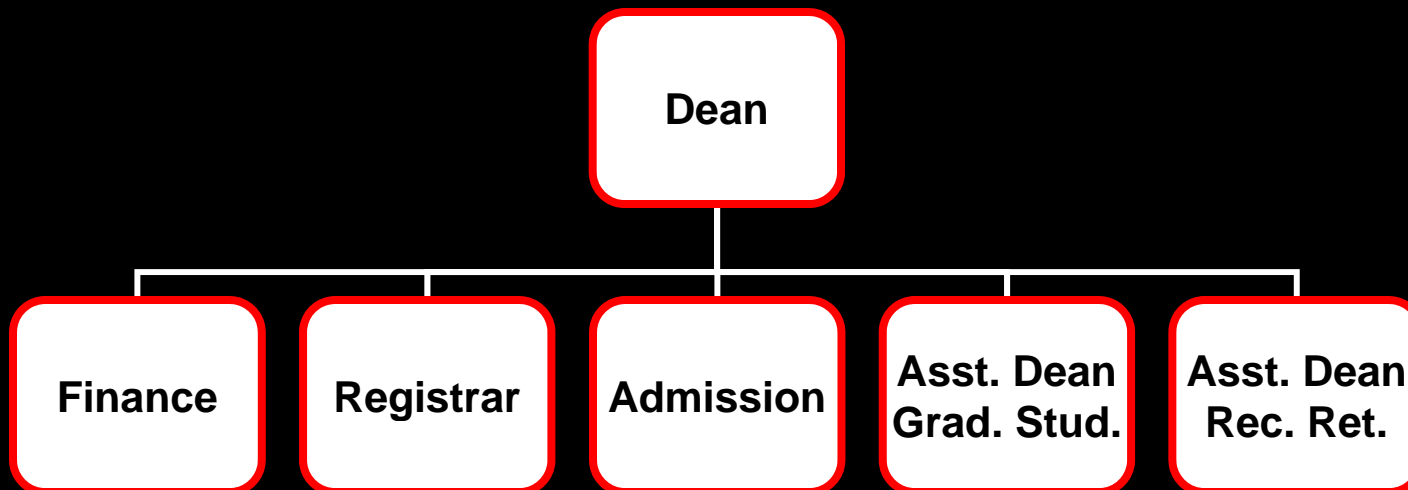 Dean
Finance
Registrar
Admission
Asst. Dean
Grad. Stud.
Asst. Dean
Rec. Ret.